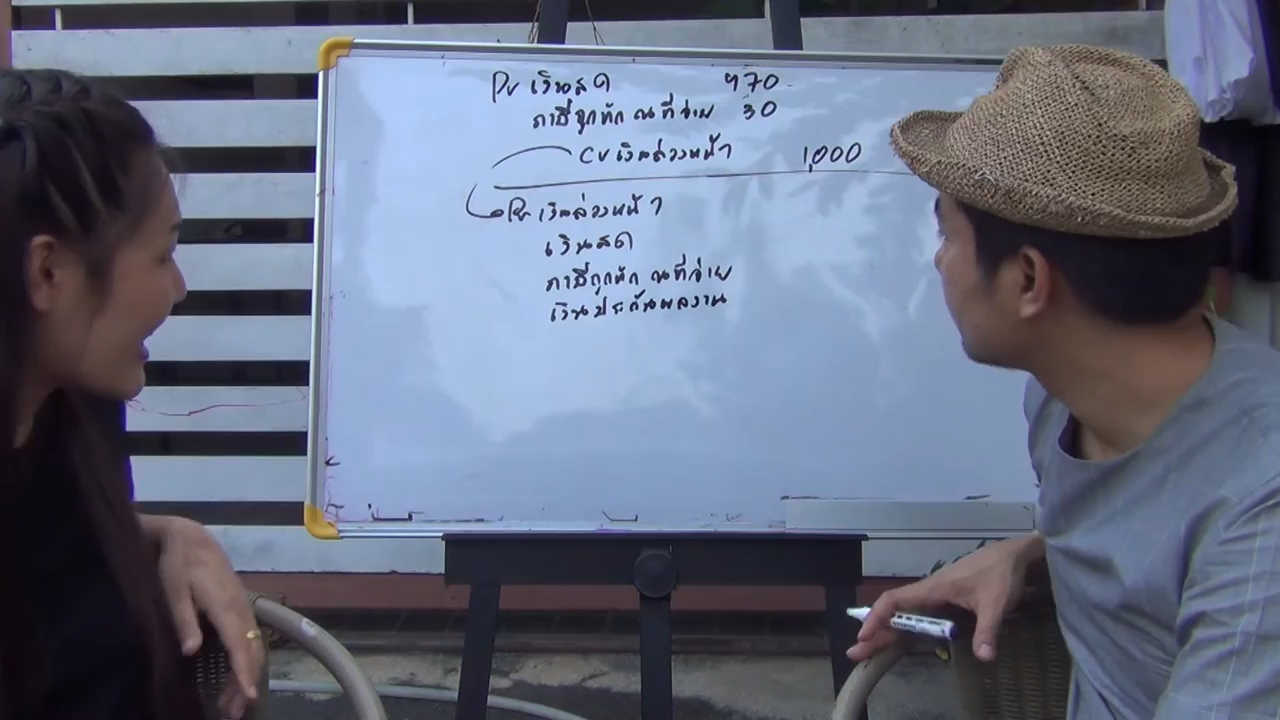 Dr เงินสด 970
ภาษีถูกหัก ณ ที่จ่าย 30
Cr เงินล่วงหน้า 1,000
Dr เงินล่วงหน้า
เงินสด
ภาษีถูกหัก ณ ที่จ่าย
เงินประกันผลงาน